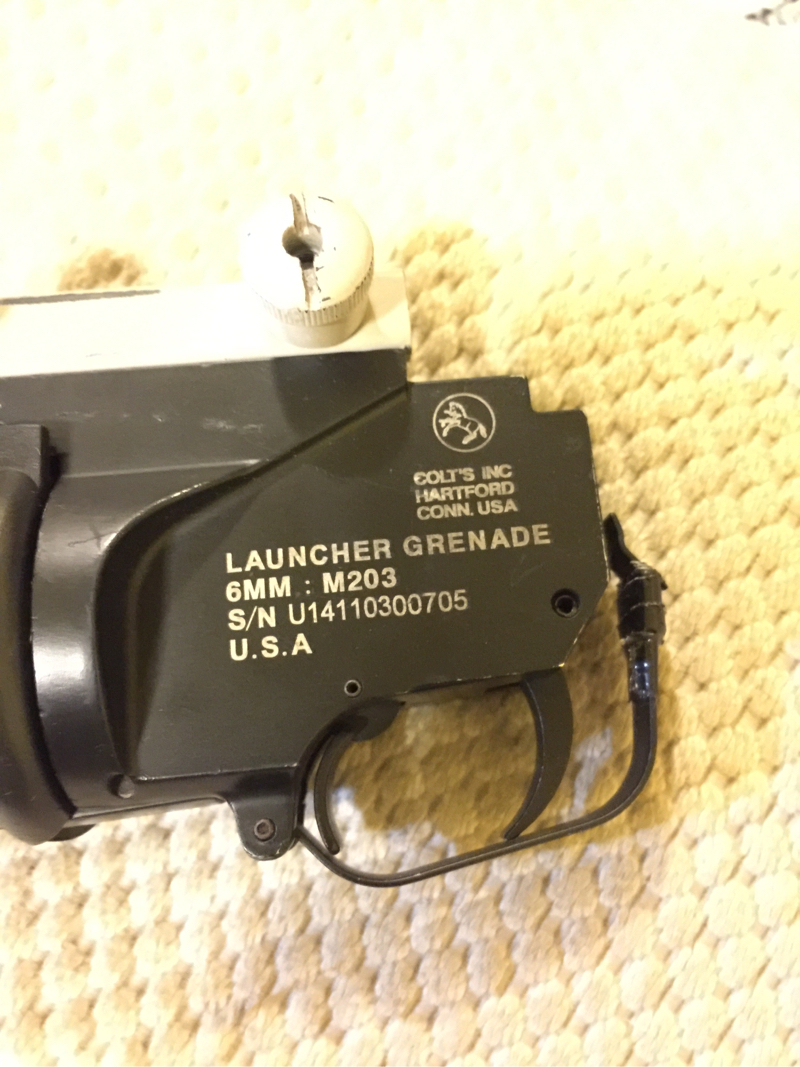 COLT'S INC
HARTFORD
CONN. USA
LAUNCHER GRENADE
6MM : M203
S/N U14110300705
U.S.A